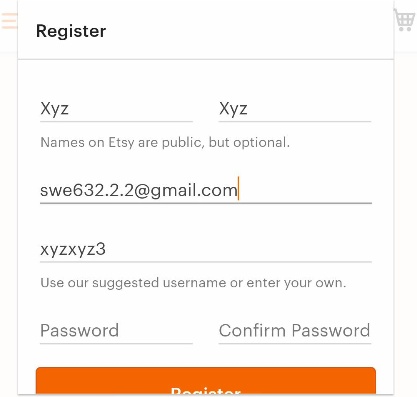 Register
Xyz Xyz
Names on Etsy are public, but optional.
swe632.2.2@gmail.com
xyzxyz3
Use our suggested username or enter your own.
Password Confirm Password
Register